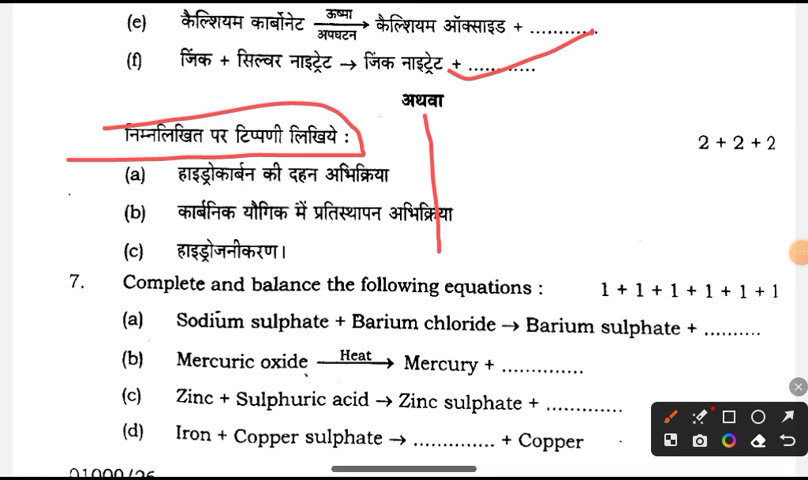 (e) कैल्शियम कार्बोनेट ऊष्मा/अपघटन → कैल्शियम ऑक्साइड + ............
(f) जिंक + सिल्वर नाइट्रेट → जिंक नाइट्रेट + ............
अथवा
निम्नलिखित पर टिप्पणी लिखिये : 2 + 2 + 2
(a) हाइड्रोकार्बन की दहन अभिक्रिया
(b) कार्बनिक यौगिक में प्रतिस्थापन अभिक्रिया
(c) हाइड्रोजनीकरण।
7. Complete and balance the following equations : 1 + 1 + 1 + 1 + 1 + 1
(a) Sodium sulphate + Barium chloride → Barium sulphate + ..........
(b) Mercuric oxide Heat → Mercury + ..............
(c) Zinc + Sulphuric acid → Zinc sulphate + .............
(d) Iron + Copper sulphate → .............. + Copper